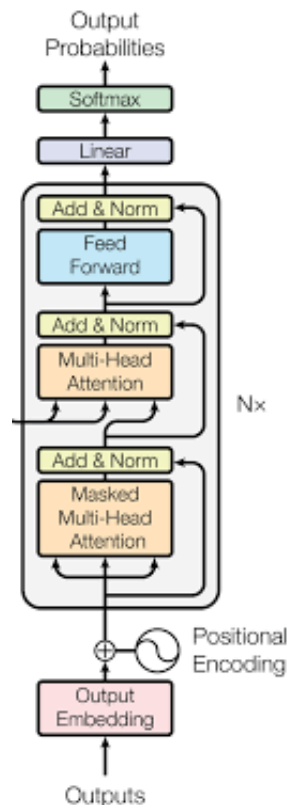 Output
Probabilities
Softmax
Linear
Add & Norm
Feed
Forward
Add & Norm
Multi-Head
Attention
N×
Add & Norm
Masked
Multi-Head
Attention
Positional
Encoding
Output
Embedding
Outputs